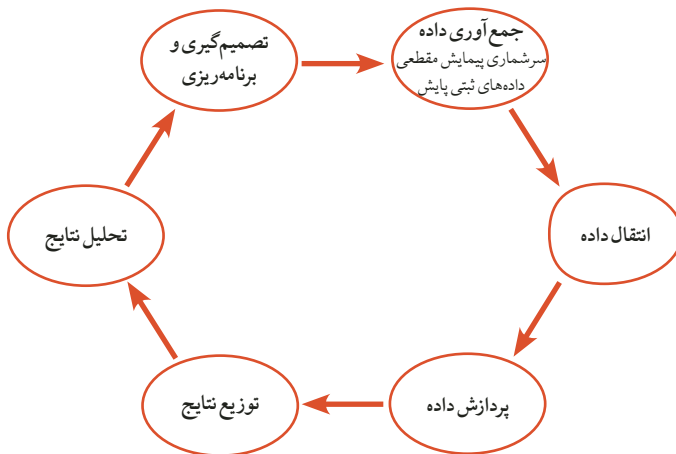 جمع‌آوری داده
سرشماری پیمایش مقطعی
داده‌های ثبتی پایش
انتقال داده
پردازش داده
توزیع نتایج
تحلیل نتایج
تصمیم‌گیری و
برنامه‌ریزی